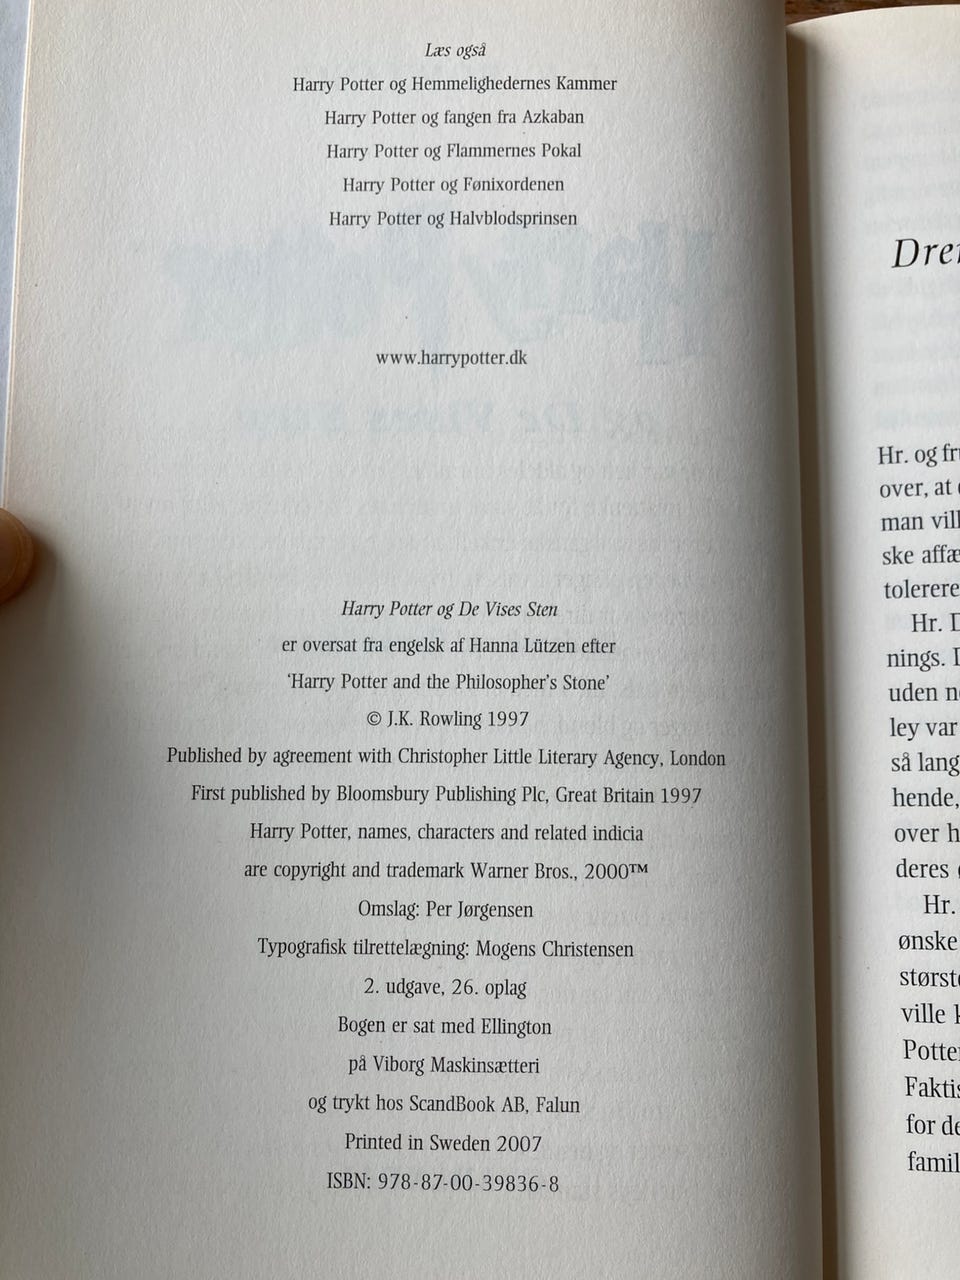 Læs også
Harry Potter og Hemmelighedernes Kammer
Harry Potter og fangen fra Azkaban
Harry Potter og Flammernes Pokal
Harry Potter og Fønixordenen
Harry Potter og Halvblodsprinsen
www.harrypotter.dk
Harry Potter og De Vises Sten
er oversat fra engelsk af Hanna Lützen efter
‘Harry Potter and the Philosopher’s Stone’
© J.K. Rowling 1997
Published by agreement with Christopher Little Literary Agency, London
First published by Bloomsbury Publishing Plc, Great Britain 1997
Harry Potter, names, characters and related indicia
are copyright and trademark Warner Bros., 2000™
Omslag: Per Jørgensen
Typografisk tilrettelægning: Mogens Christensen
2. udgave, 26. oplag
Bogen er sat med Ellington
på Viborg Maskinsætteri
og trykt hos ScandBook AB, Falun
Printed in Sweden 2007
ISBN: 978-87-00-39836-8
Hr. og
over, at
man
ske
Hr.
nings.
uden
ley var
så
hende,
over
deres
Hr.
ønske
ville
for